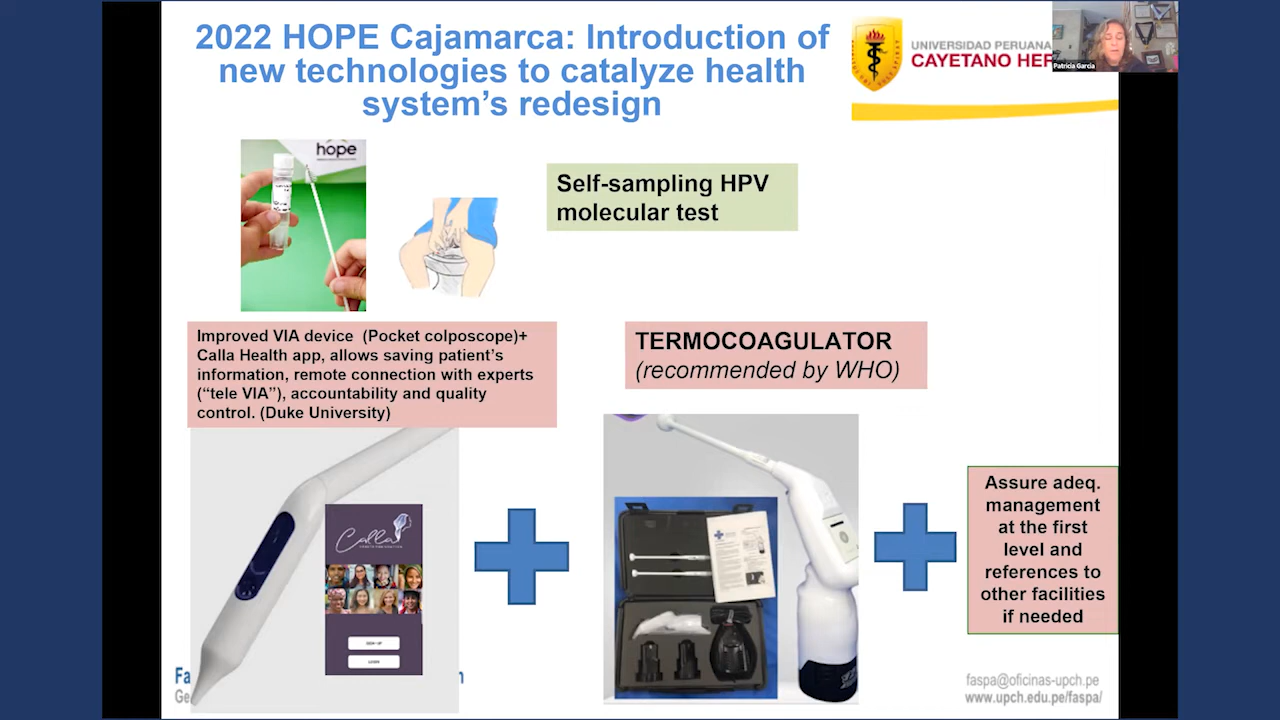 2022 HOPE Cajamarca: Introduction of
new technologies to catalyze health
system's redesign
UNIVERSIDAD PERUANA
CAYETANO HER
Patricia Garcia
hope
Self-sampling HPV
molecular test
Improved VIA device (Pocket colposcope)+
Calla Health app, allows saving patient's
information, remote connection with experts
("tele VIA"), accountability and quality
control. (Duke University)
TERMOCOAGULATOR
(recommended by WHO)
Calla
SIGN UP
LOGIN
Assure adeq.
management
at the first
level and
references to
other facilities
if needed
Fa
Ge
faspa@oficinas-upch.pe
www.upch.edu.pe/faspa/